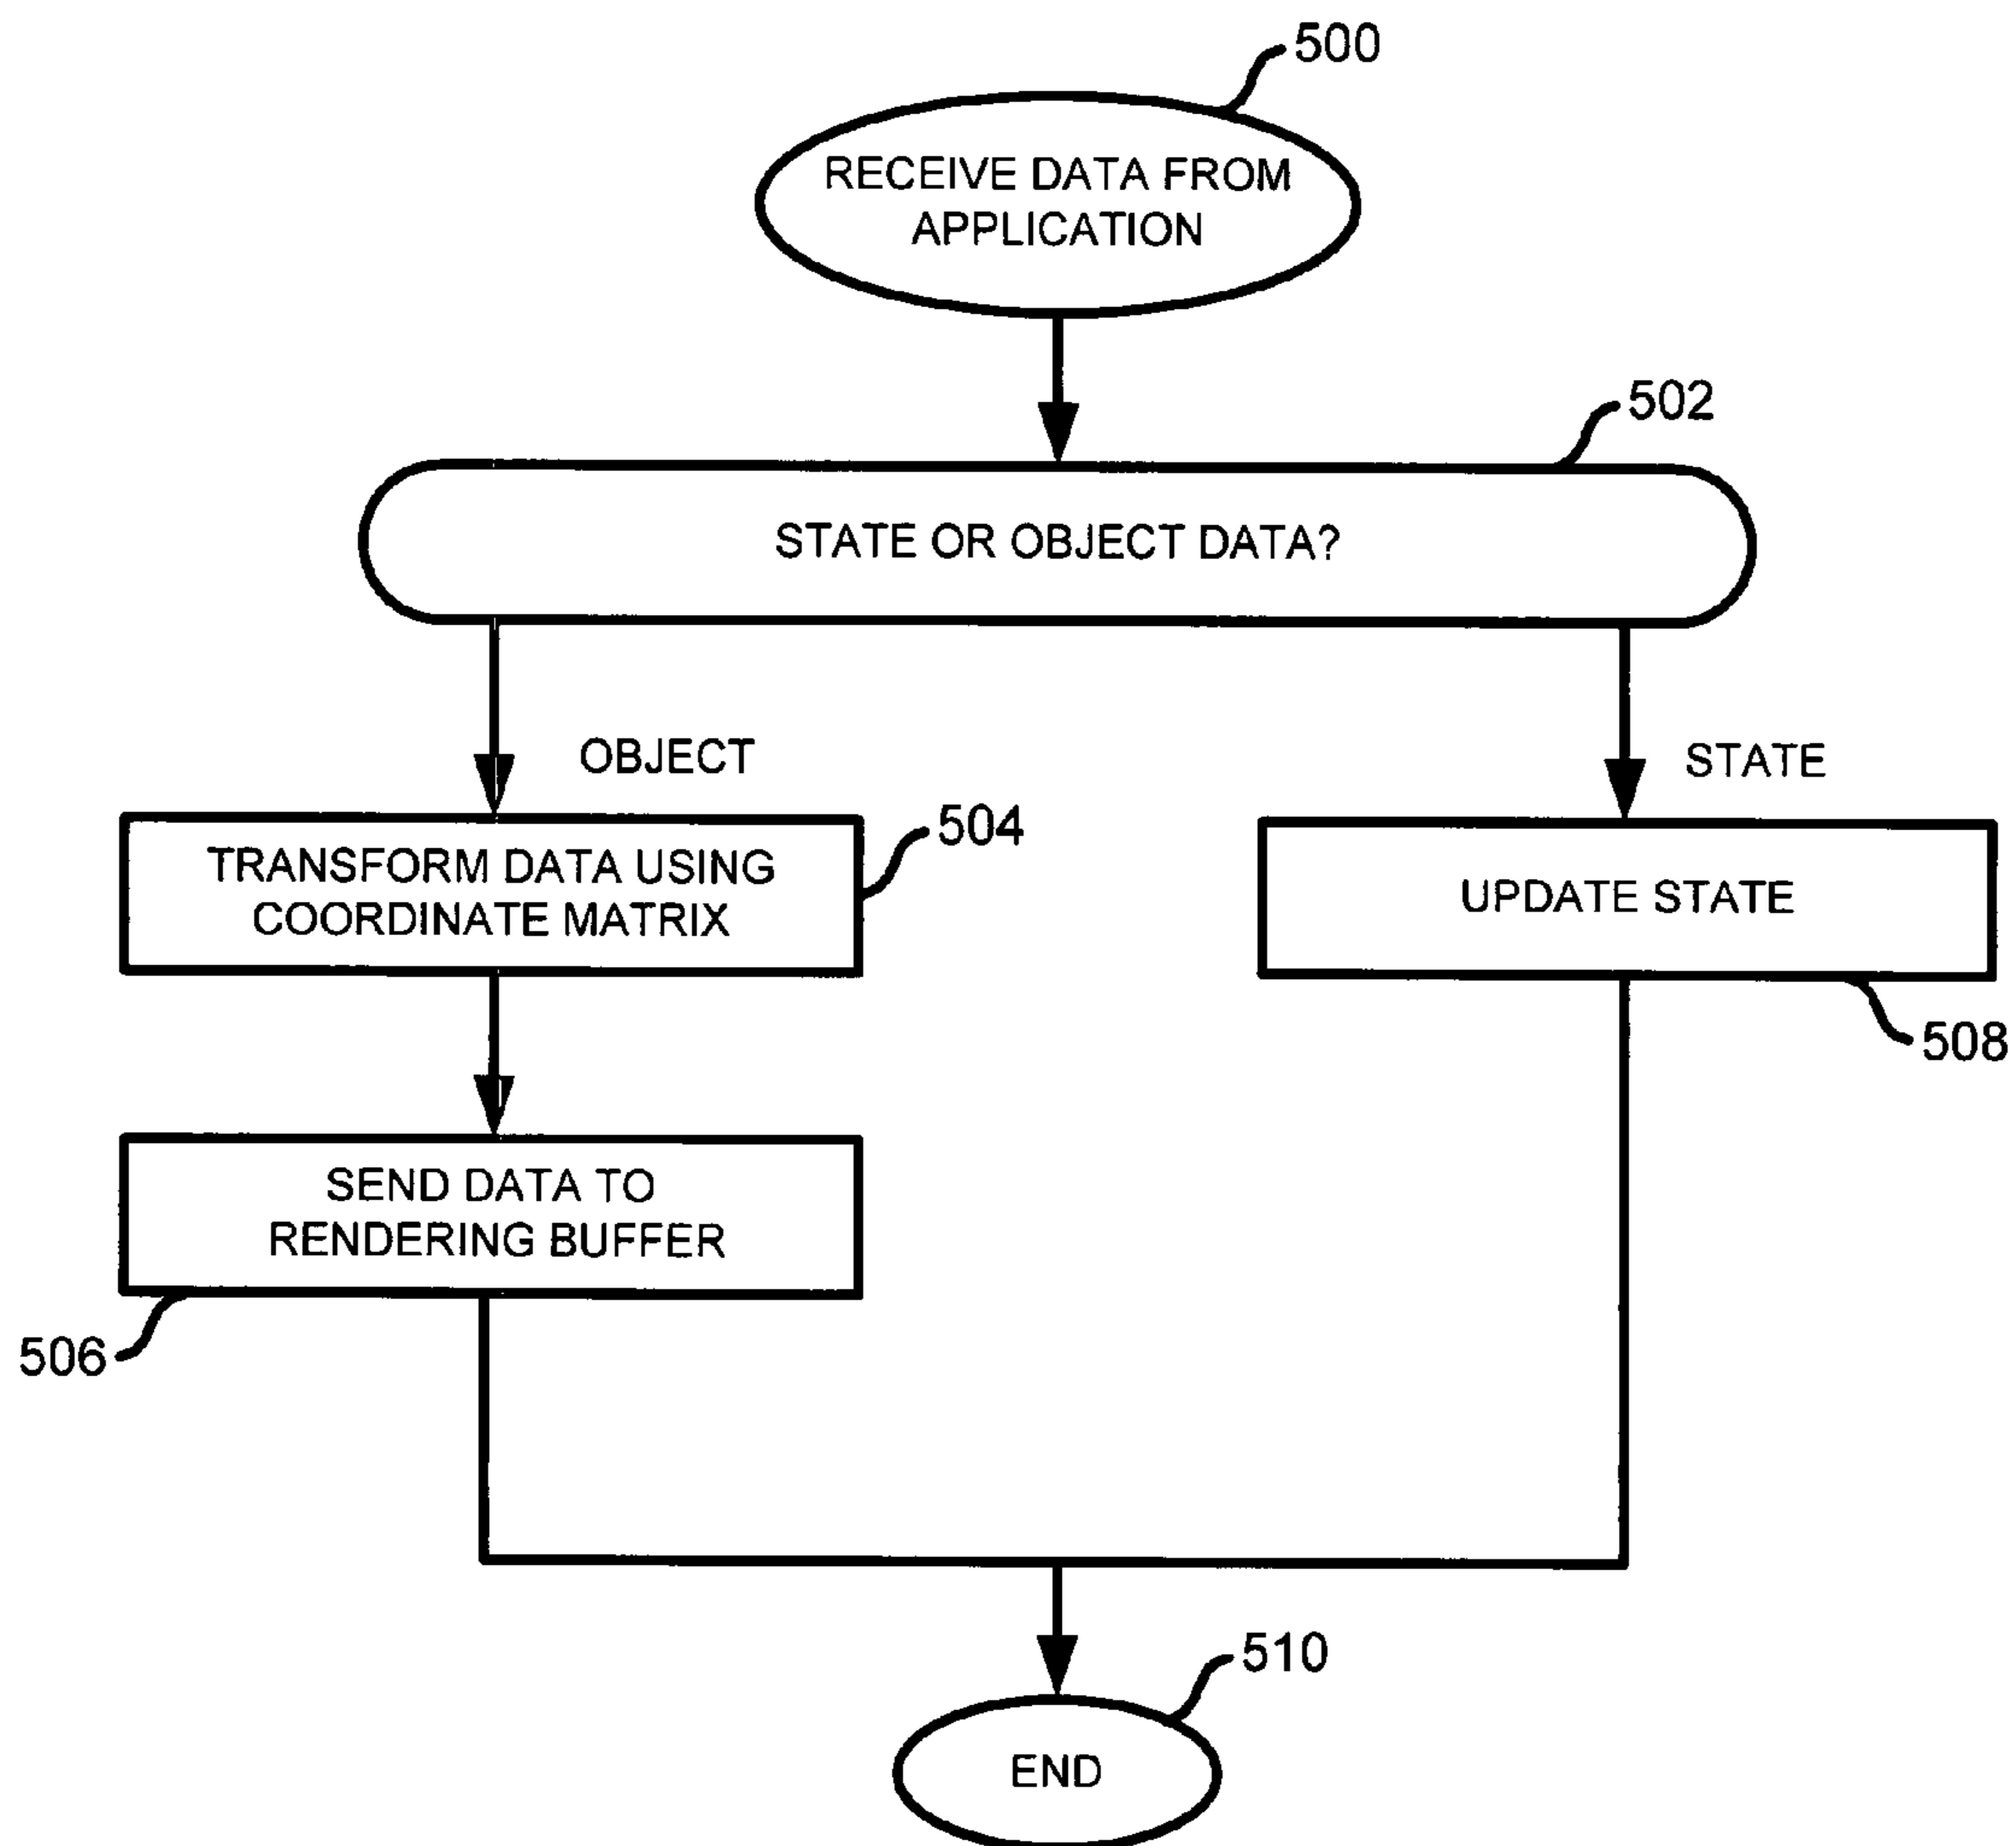 500
RECEIVE DATA FROM
APPLICATION
502
STATE OR OBJECT DATA?
OBJECT
STATE
504
TRANSFORM DATA USING
COORDINATE MATRIX
UPDATE STATE
508
SEND DATA TO
RENDERING BUFFER
506
510
END